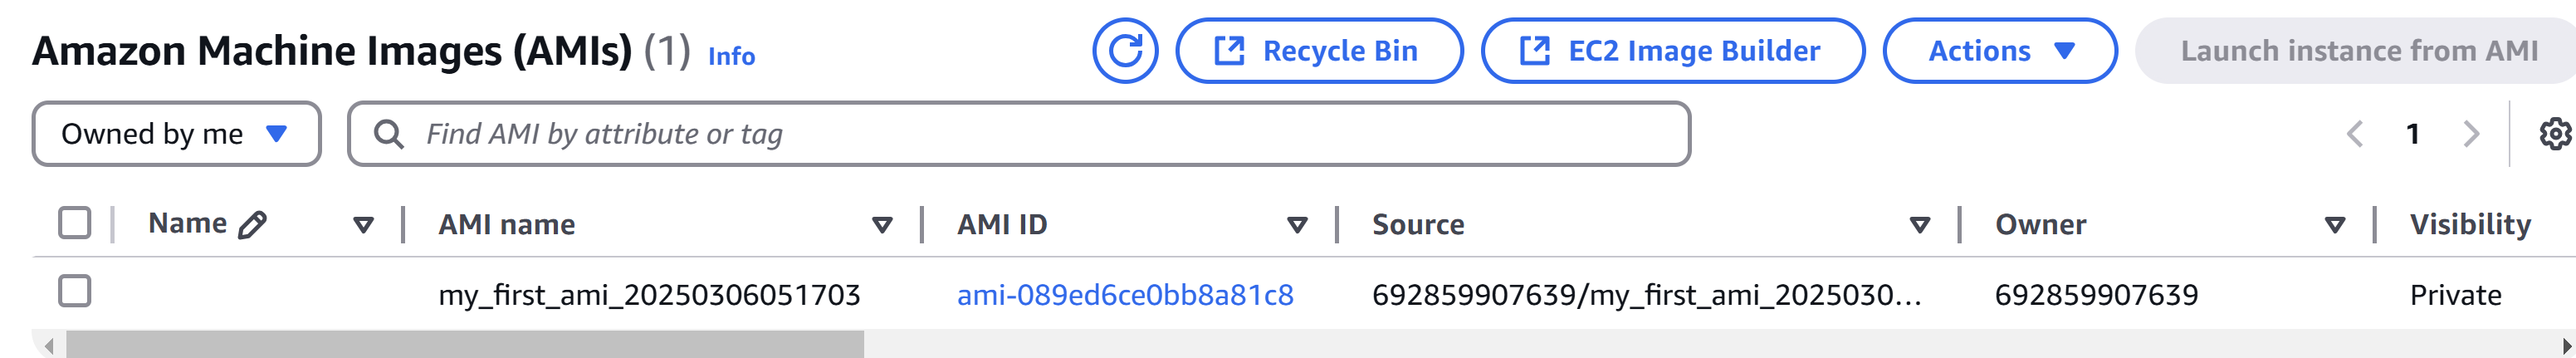 Amazon Machine Images (AMIs) (1) Info Recycle Bin EC2 Image Builder Actions Launch instance from AMI
Owned by me Find AMI by attribute or tag 1
Name AMI name AMI ID Source Owner Visibility
my_first_ami_20250306051703 ami-089ed6ce0bb8a81c8 692859907639/my_first_ami_2025030... 692859907639 Private